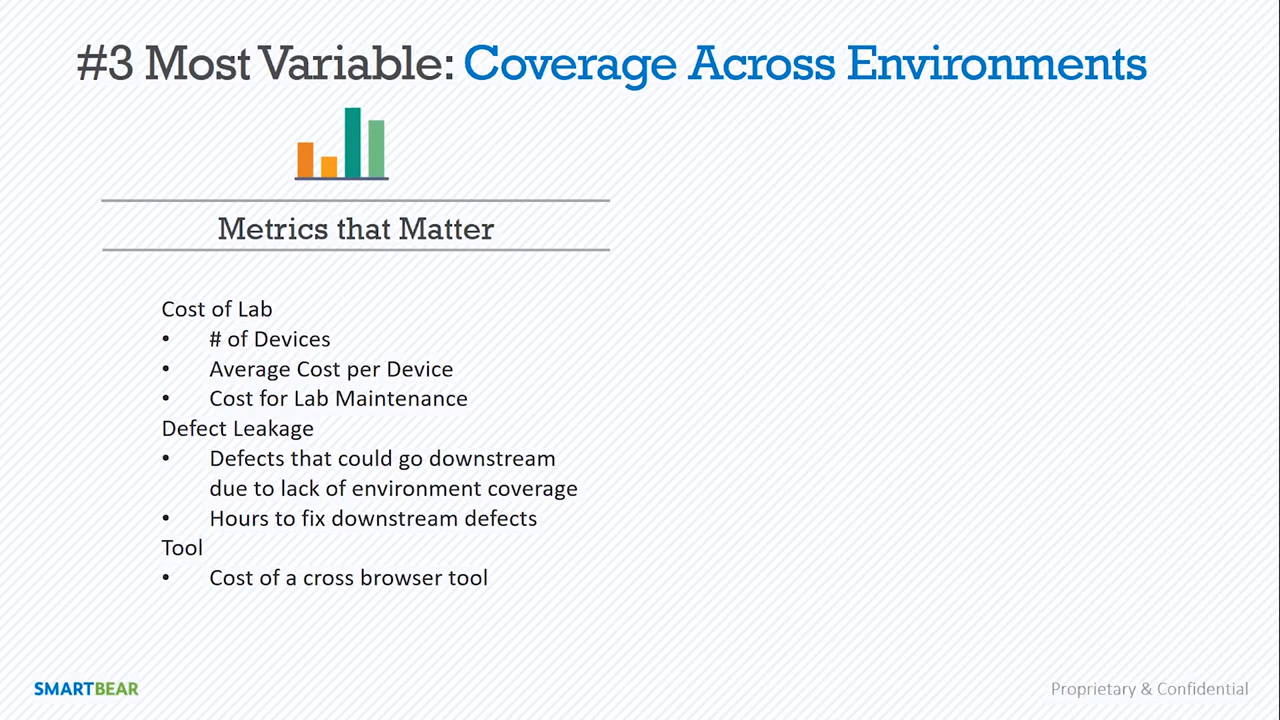 #3 Most Variable: Coverage Across Environments
Metrics that Matter
Cost of Lab
• # of Devices
• Average Cost per Device
• Cost for Lab Maintenance
Defect Leakage
• Defects that could go downstream
due to lack of environment coverage
• Hours to fix downstream defects
Tool
• Cost of a cross browser tool
SMARTBEAR
Proprietary & Confidential